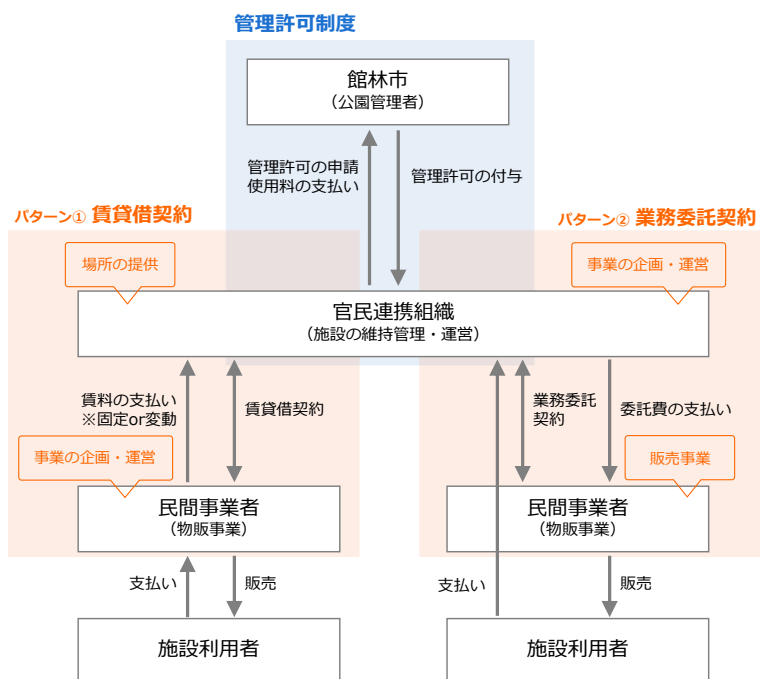 管理許可制度
館林市
（公園管理者）
管理許可の申請
使用料の支払い
管理許可の付与
パターン① 賃貸借契約
パターン② 業務委託契約
場所の提供
事業の企画・運営
官民連携組織
（施設の維持管理・運営）
賃料の支払い
※固定or変動
賃貸借契約
業務委託
契約
委託費の支払い
事業の企画・運営
販売事業
民間事業者
（物販事業）
民間事業者
（物販事業）
支払い
販売
支払い
販売
施設利用者
施設利用者